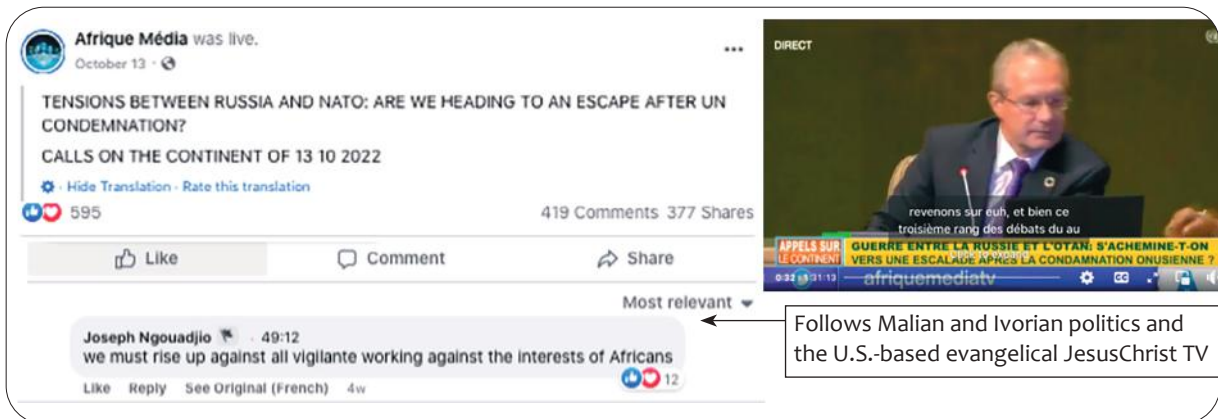 Afrique Média was live.
October 13 ·
TENSIONS BETWEEN RUSSIA AND NATO: ARE WE HEADING TO AN ESCAPE AFTER UN
CONDEMNATION?
CALLS ON THE CONTINENT OF 13 10 2022
· Hide Translation · Rate this translation
595
419 Comments 377 Shares
Like
Comment
Share
Most relevant
Joseph Ngouadjio · 49:12
we must rise up against all vigilante working against the interests of Africans
12
Like Reply See Original (French) 4w
DIRECT
revenons sur euh, et bien ce
troisième rang des débats du au
APPELS SUR
LE CONTINENT
GUERRE ENTRE LA RUSSIE ET L'OTAN: S'ACHEMINE-T-ON
VERS UNE ESCALADE APRÈS LA CONDAMNATION ONUSIENNE ?
0:32
31:13
afriquemediatv
CC
Follows Malian and Ivorian politics and
the U.S.-based evangelical JesusChrist TV